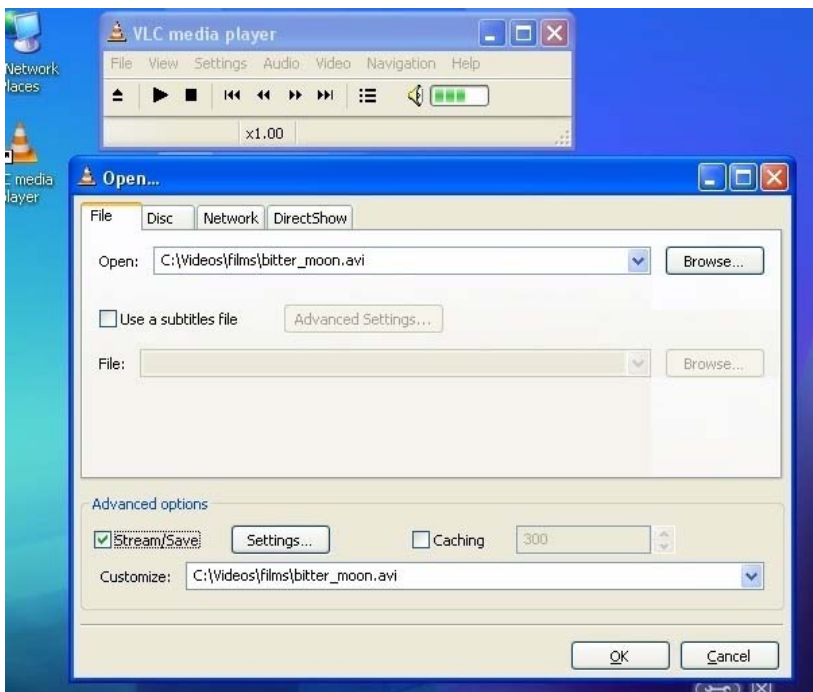 VLC media player
File View Settings Audio Video Navigation Help
Network
laces
x1.00
media
layer
Open...
File Disc Network DirectShow
Open: C:\Videos\films\bitter_moon.avi Browse...
Use a subtitles file Advanced Settings...
File: Browse...
Advanced options
Stream/Save Settings... Caching 300
Customize: C:\Videos\films\bitter_moon.avi
OK Cancel